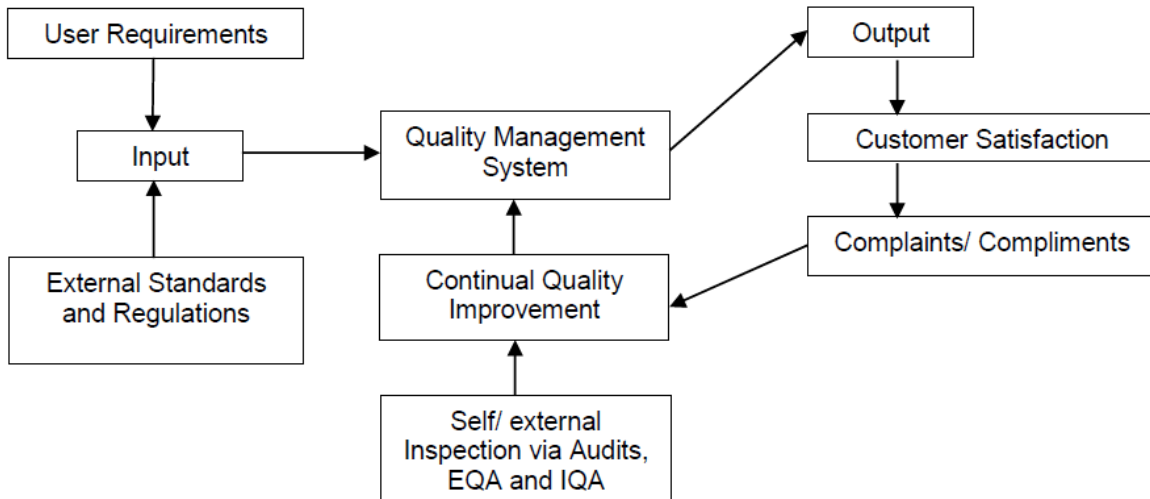 User Requirements
Output
Input
Quality Management
System
Customer Satisfaction
Complaints/ Compliments
External Standards
and Regulations
Continual Quality
Improvement
Self/ external
Inspection via Audits,
EQA and IQA